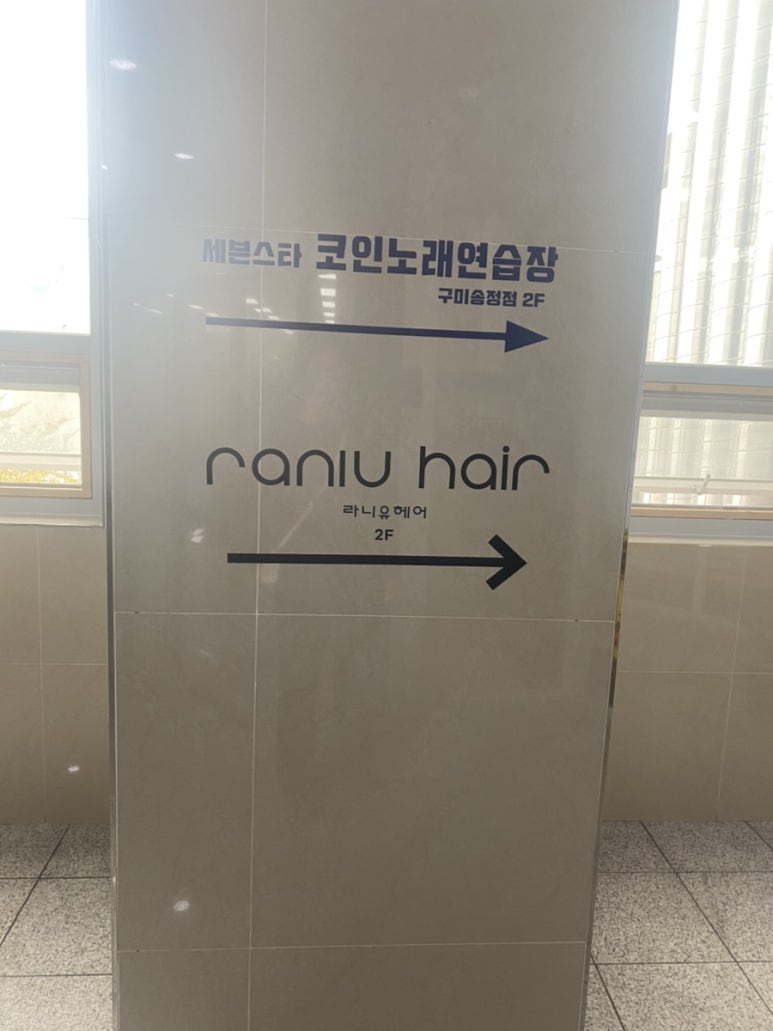 세븐스타 코인노래연습장
구미송정점 2F
raniu hair
라니유헤어
2F